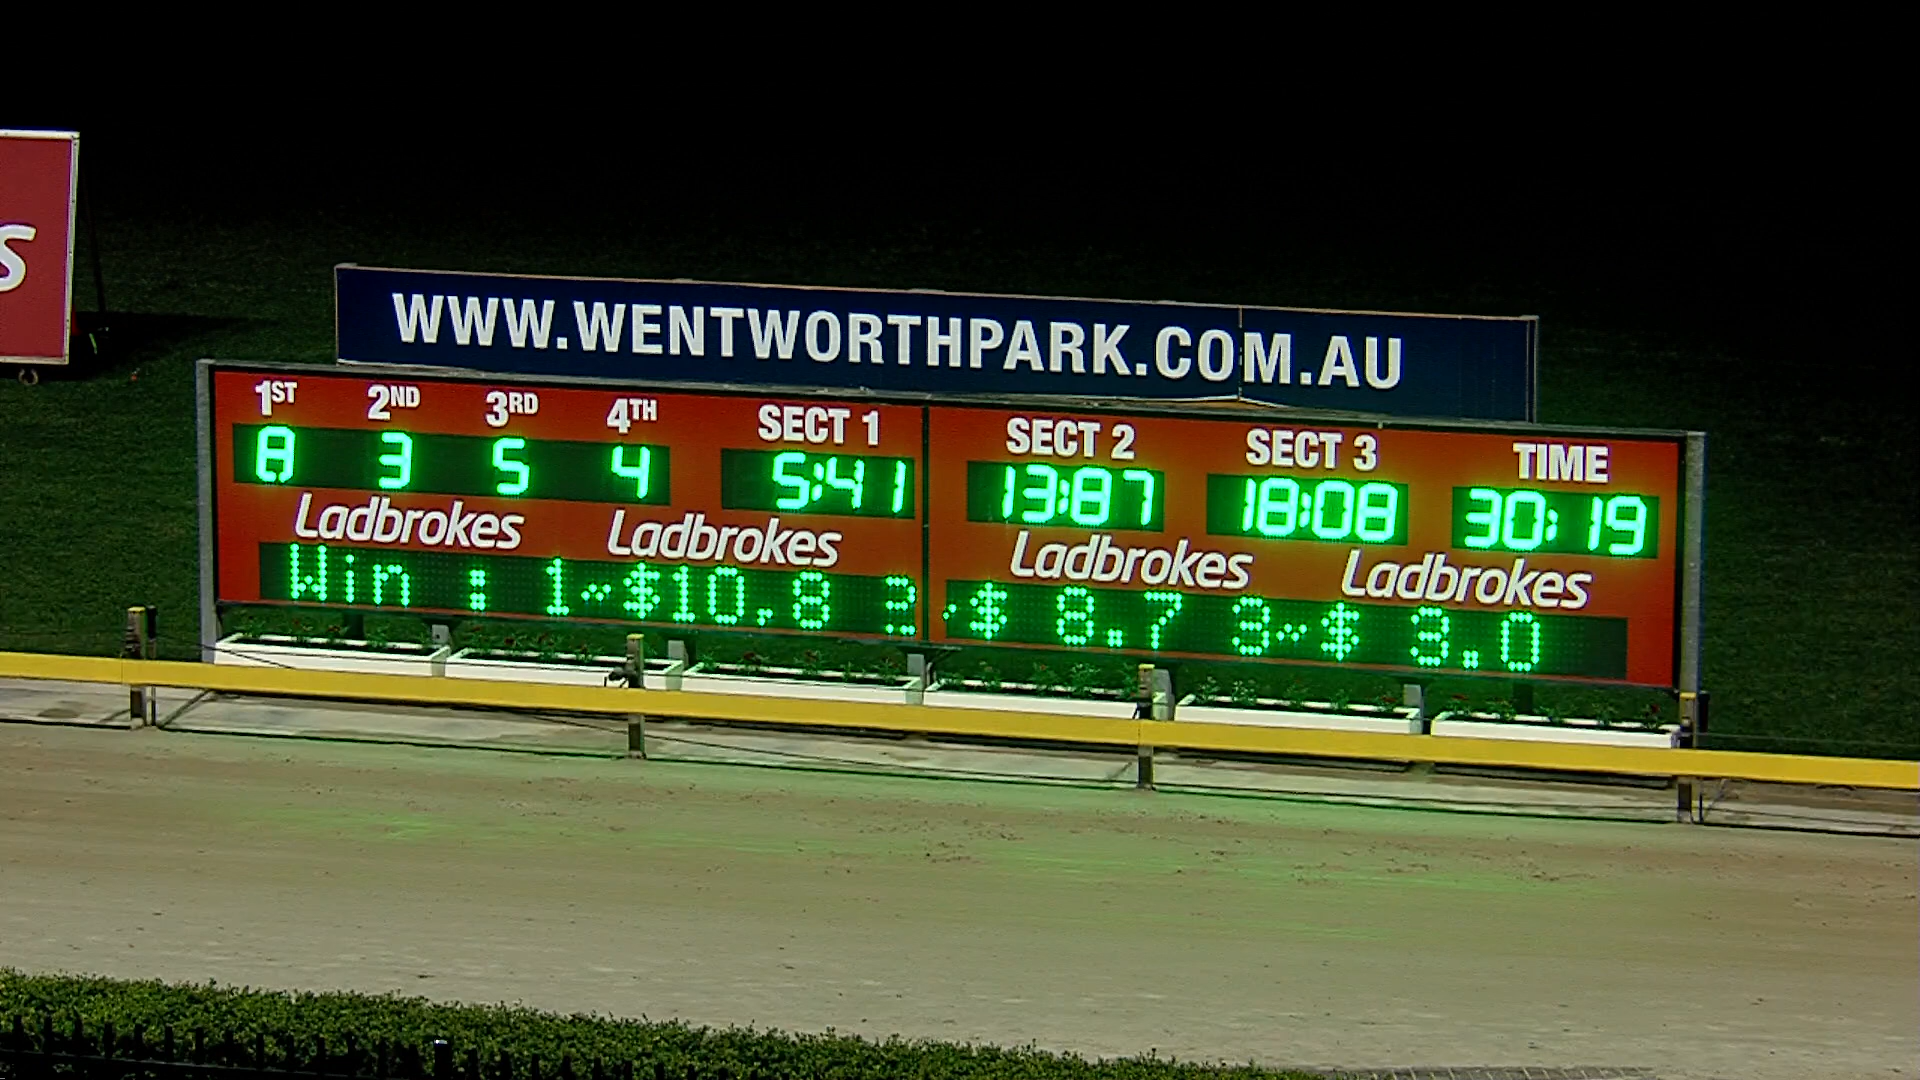 S
WWW.WENTWORTHPARK.COM.AU
1ST 2ND 3RD 4TH SECT 1 SECT 2 SECT 3 TIME
8 3 5 4 5:41 13:87 18:08 30:19
Ladbrokes Ladbrokes Ladbrokes Ladbrokes
Win : 1~$10.8 2~$ 8.7 3~$ 3.0